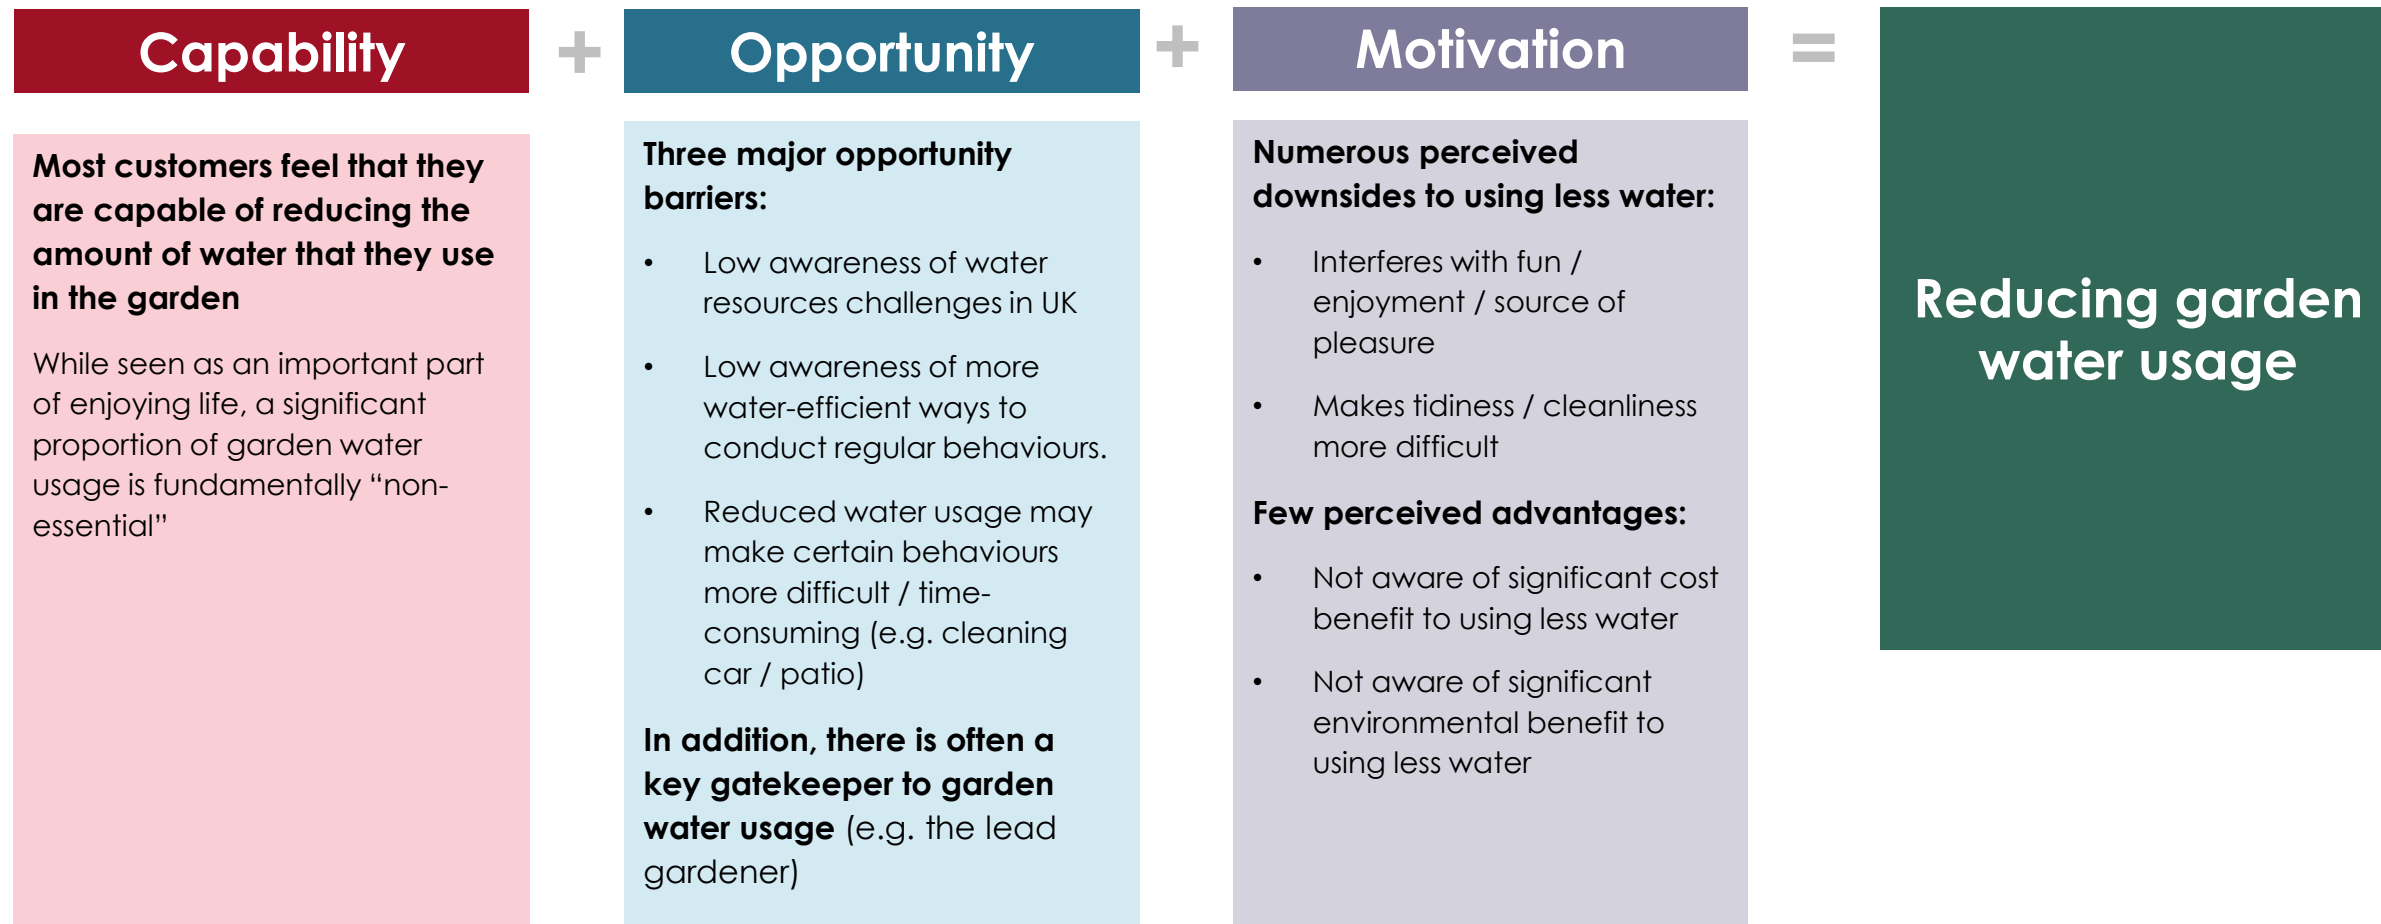 Capability
+
Opportunity
+
Motivation
=
Reducing garden
water usage
Most customers feel that they
are capable of reducing the
amount of water that they use
in the garden
While seen as an important part
of enjoying life, a significant
proportion of garden water
usage is fundamentally “non-
essential”
Three major opportunity
barriers:
• Low awareness of water
resources challenges in UK
• Low awareness of more
water-efficient ways to
conduct regular behaviours.
• Reduced water usage may
make certain behaviours
more difficult / time-
consuming (e.g. cleaning
car / patio)
In addition, there is often a
key gatekeeper to garden
water usage (e.g. the lead
gardener)
Numerous perceived
downsides to using less water:
• Interferes with fun /
enjoyment / source of
pleasure
• Makes tidiness / cleanliness
more difficult
Few perceived advantages:
• Not aware of significant cost
benefit to using less water
• Not aware of significant
environmental benefit to
using less water